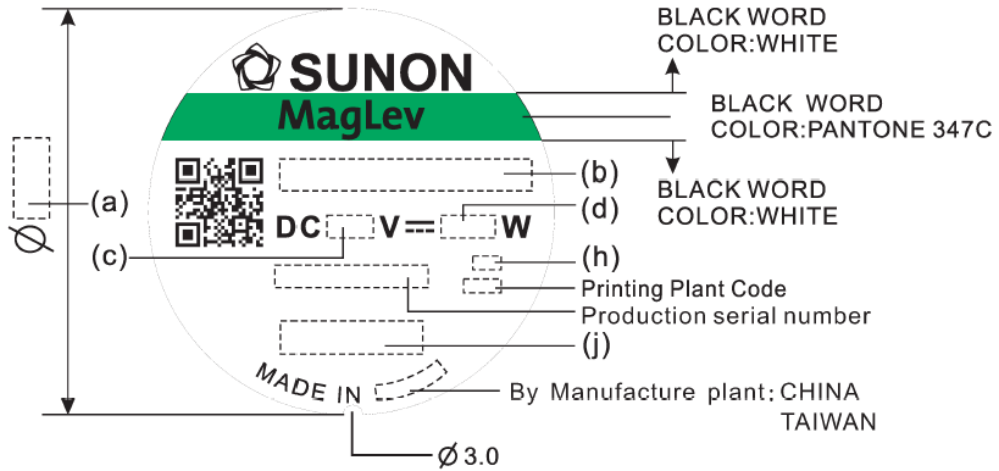 BLACK WORD
COLOR:WHITE
SUNON
MagLev
BLACK WORD
COLOR:PANTONE 347C
BLACK WORD
COLOR:WHITE
(a)
Ø
(b)
(d)
DC V W
(c)
(h)
Printing Plant Code
Production serial number
(j)
MADE IN
By Manufacture plant: CHINA
TAIWAN
Ø 3.0